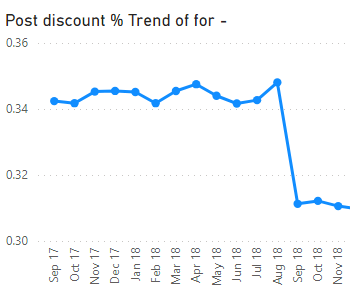 Post discount % Trend of for -
0.36
0.34
0.32
0.30
Sep 17
Oct 17
Nov 17
Dec 17
Jan 18
Feb 18
Mar 18
Apr 18
May 18
Jun 18
Jul 18
Aug 18
Sep 18
Oct 18
Nov 18